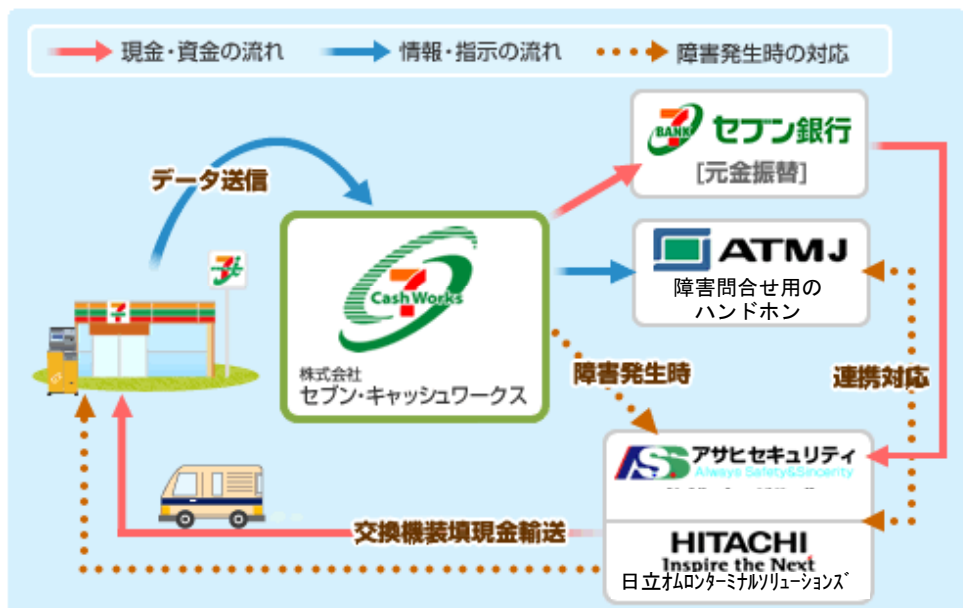 現金・資金の流れ 情報・指示の流れ 障害発生時の対応
7 BANK セブン銀行
[元金振替]
データ送信
ATMJ
障害問合せ用の
ハンドホン
7
7
Cash Works
株式会社
セブン・キャッシュワークス
障害発生時
連携対応
ASS アサヒセキュリティ
Always Safety&Sincerity
交換機装填現金輸送
HITACHI
Inspire the Next
日立オムロンターミナルソリューションズ